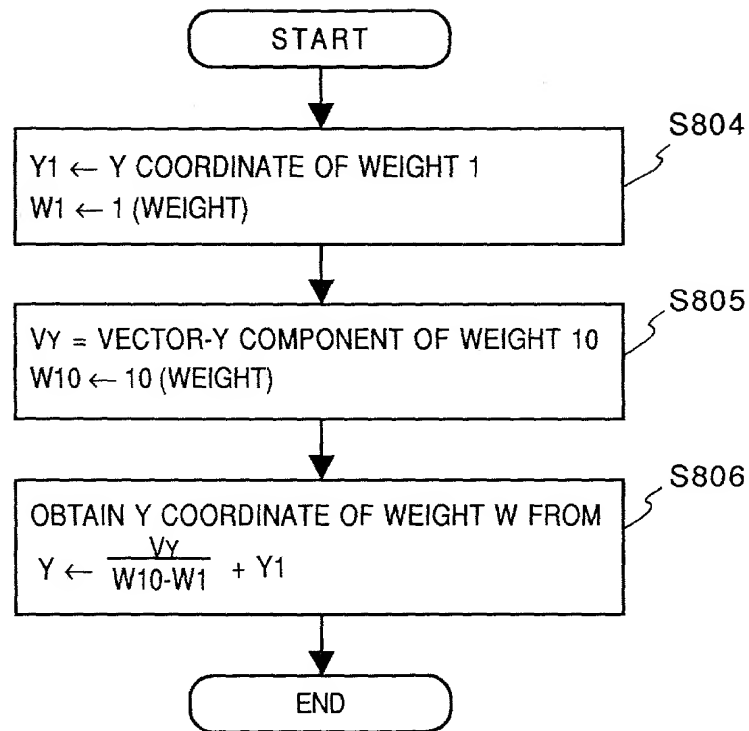 START
S804
Y1 ← Y COORDINATE OF WEIGHT 1
W1 ← 1 (WEIGHT)
S805
VY = VECTOR-Y COMPONENT OF WEIGHT 10
W10 ← 10 (WEIGHT)
S806
OBTAIN Y COORDINATE OF WEIGHT W FROM
Y ← VY / W10-W1 + Y1
END